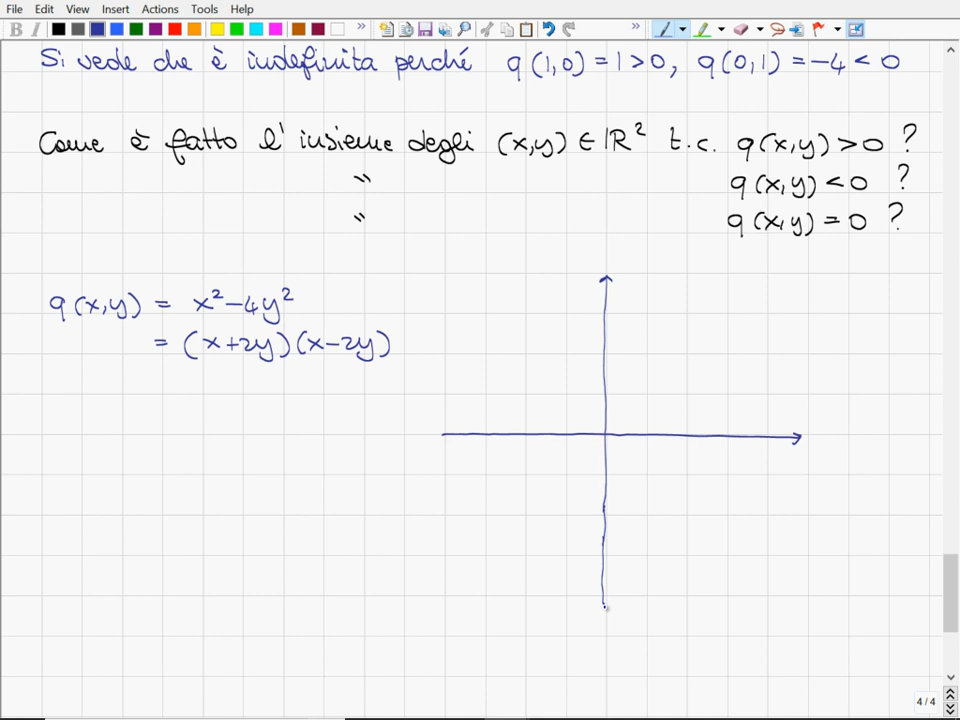 File Edit View Insert Actions Tools Help
B I » »
Si vede che è indefinita perché q(1,0) = 1 > 0, q(0,1) = -4 < 0
Come è fatto l'insieme degli (x,y) ∈ ℝ² t.c. q(x,y) > 0 ?
" q(x,y) < 0 ?
" q(x,y) = 0 ?
q(x,y) = x² - 4y²
= (x+2y)(x-2y)
4 / 4